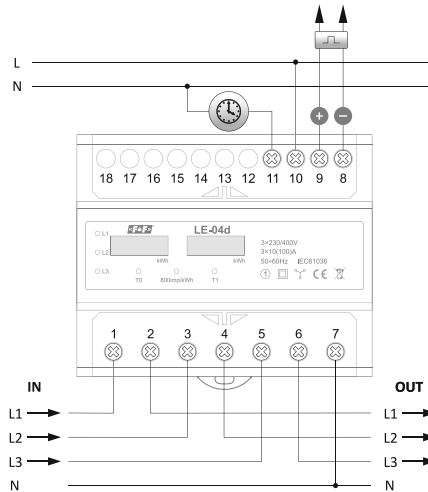 L
N
+ −
18 17 16 15 14 13 12 11 10 9 8
F&F LE-04d
L1
L2
L3
kWh kWh
T0 800imp/kWh T1
3×230/400V
3×10(100)A
50÷60Hz IEC61036
1 CE
1 2 3 4 5 6 7
IN OUT
L1 L1
L2 L2
L3 L3
N N